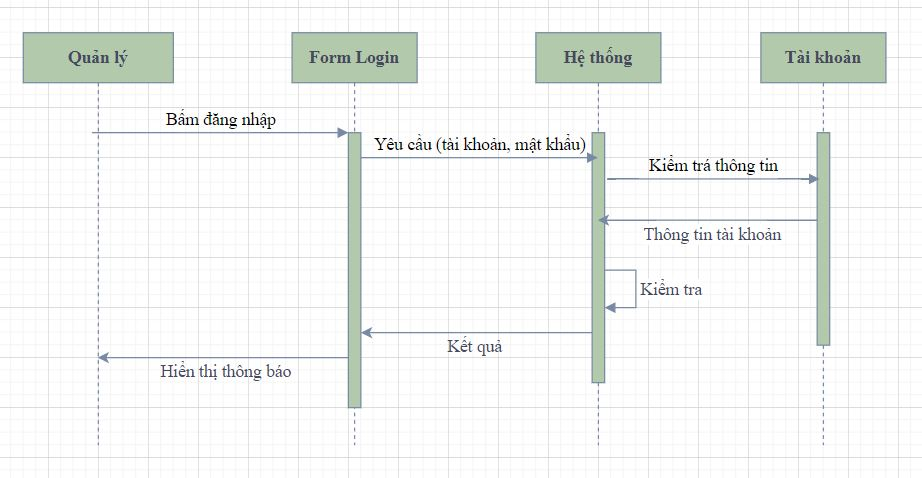 Quản lý
Form Login
Hệ thống
Tài khoản
Bấm đăng nhập
Yêu cầu (tài khoản, mật khẩu)
Kiểm trá thông tin
Thông tin tài khoản
Kiểm tra
Kết quả
Hiển thị thông báo